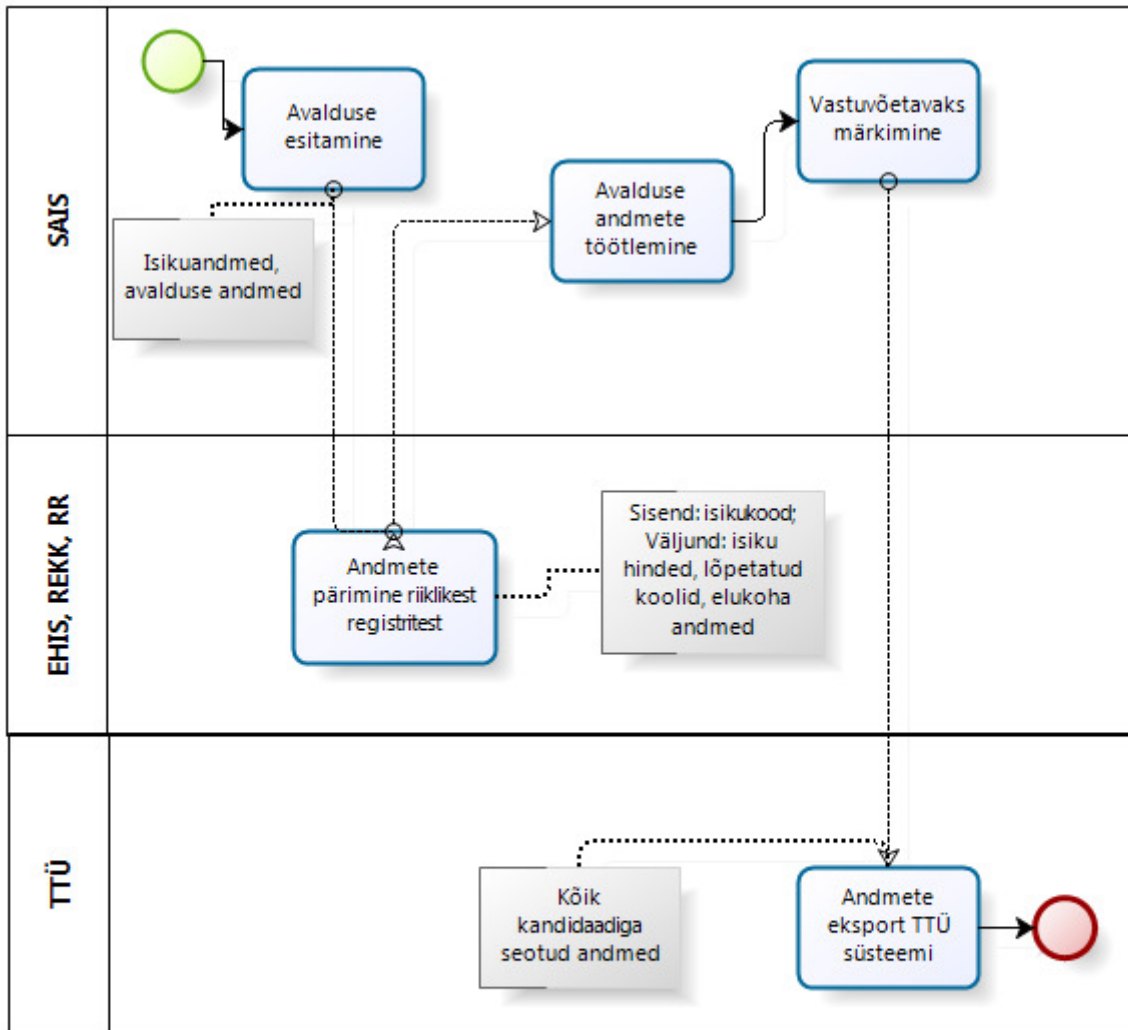 SAIS
Avalduse
esitamine
Vastuvõetavaks
märkimine
Avalduse
andmete
töötlemine
Isikuandmed,
avalduse andmed
EHIS, REKK, RR
Andmete
pärimine riiklikest
registritest
Sisend: isikukood;
Väljund: isiku
hinded, lõpetatud
koolid, elukoha
andmed
TTÜ
Kõik
kandidaadiga
seotud andmed
Andmete
eksport TTÜ
süsteemi